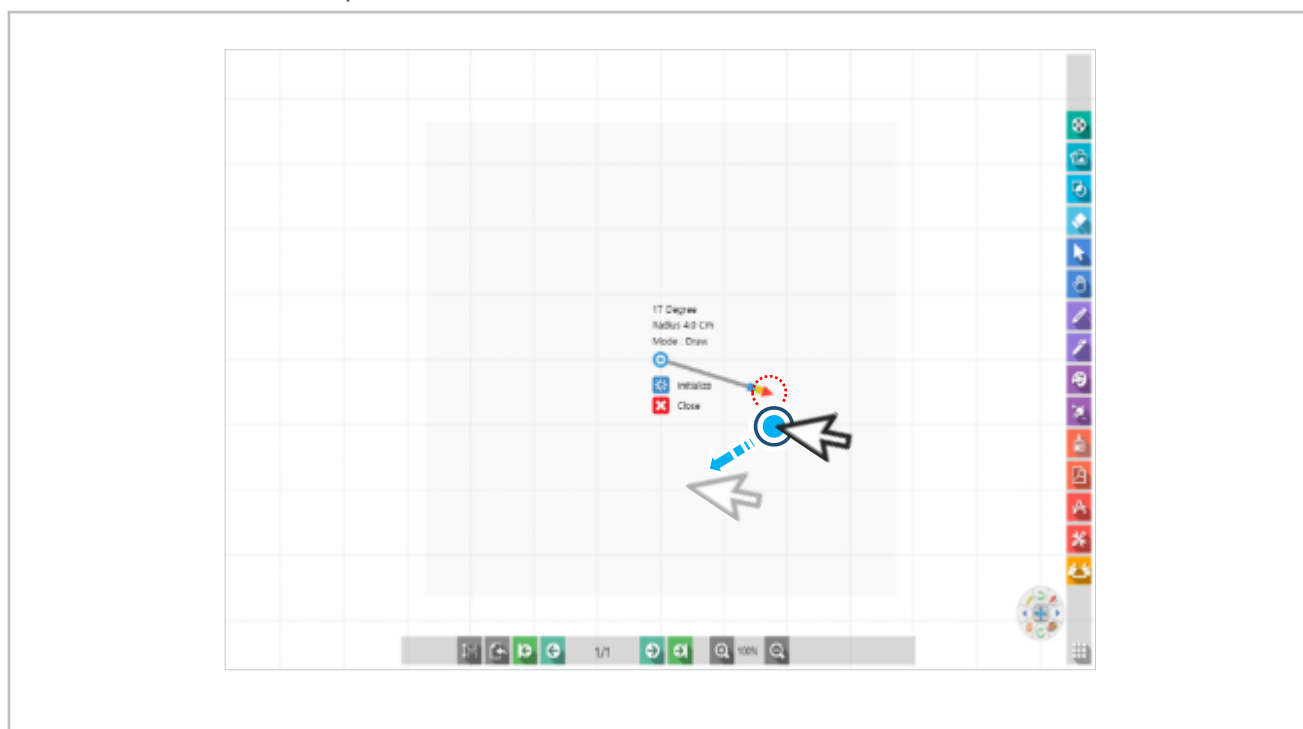 17 Degree
Radius 4.0 Cm
Mode : Draw
Initialize
Close
1/1
100%